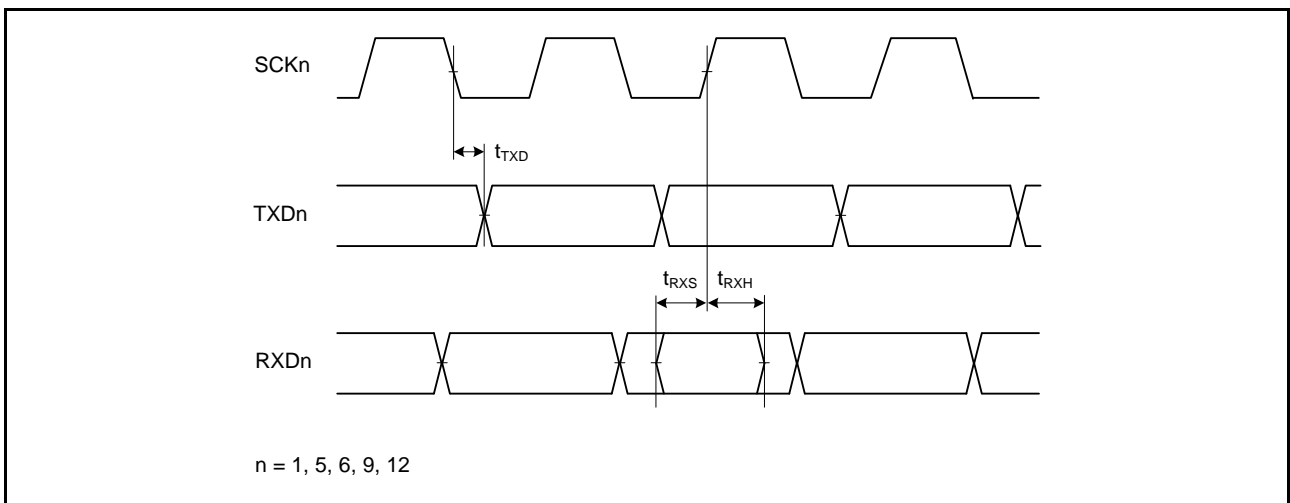 SCKn
tTXD
TXDn
tRXS tRXH
RXDn
n = 1, 5, 6, 9, 12